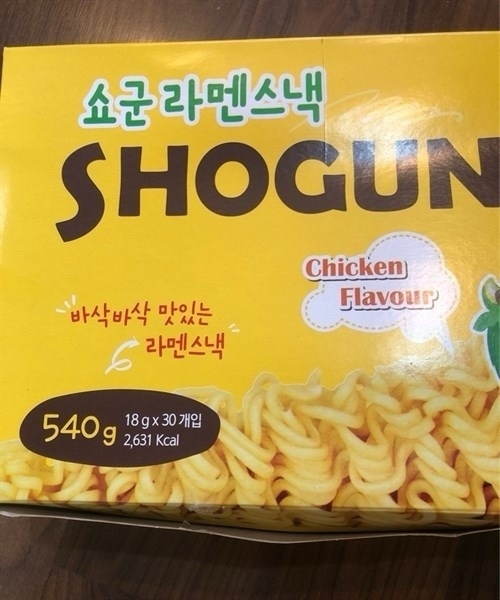 쇼군 라멘스낵
SHOGUN
Chicken
Flavour
바삭바삭 맛있는
라멘스낵
540g
18 g x 30 개입
2,631 Kcal